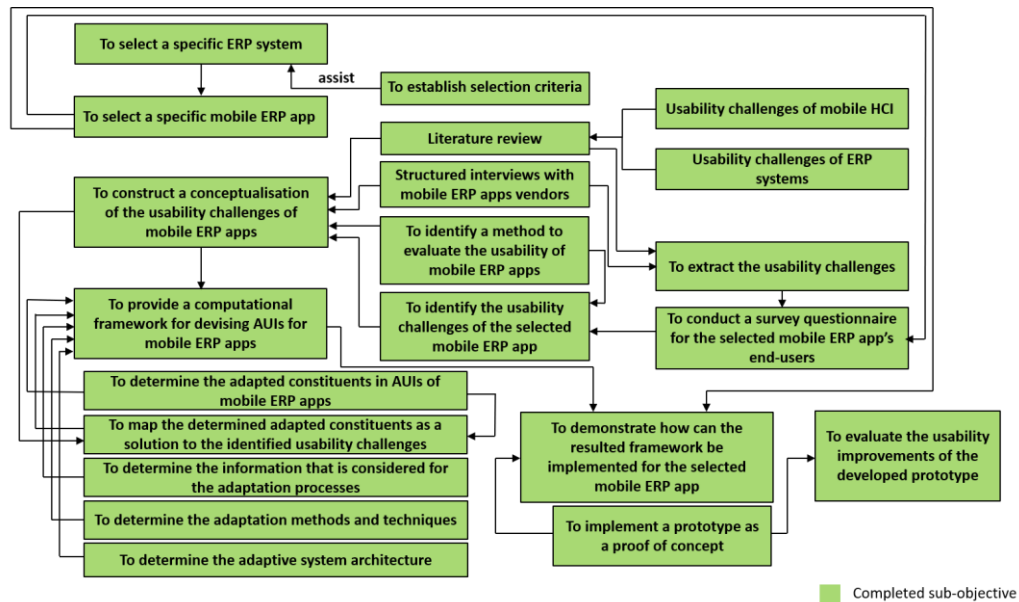 To select a specific ERP system
assist
To establish selection criteria
To select a specific mobile ERP app
Usability challenges of mobile HCI
Literature review
Usability challenges of ERP
systems
Structured interviews with
mobile ERP apps vendors
To construct a conceptualisation
of the usability challenges of
mobile ERP apps
To identify a method to
evaluate the usability of
mobile ERP apps
To extract the usability challenges
To provide a computational
framework for devising AUIs for
mobile ERP apps
To identify the usability
challenges of the selected
mobile ERP app
To conduct a survey questionnaire
for the selected mobile ERP app's
end-users
To determine the adapted constituents in AUIs of
mobile ERP apps
To map the determined adapted constituents as a
solution to the identified usability challenges
To determine the information that is considered for
the adaptation processes
To determine the adaptation methods and techniques
To determine the adaptive system architecture
To demonstrate how can the
resulted framework be
implemented for the selected
mobile ERP app
To implement a prototype as
a proof of concept
To evaluate the usability
improvements of the
developed prototype
Completed sub-objective